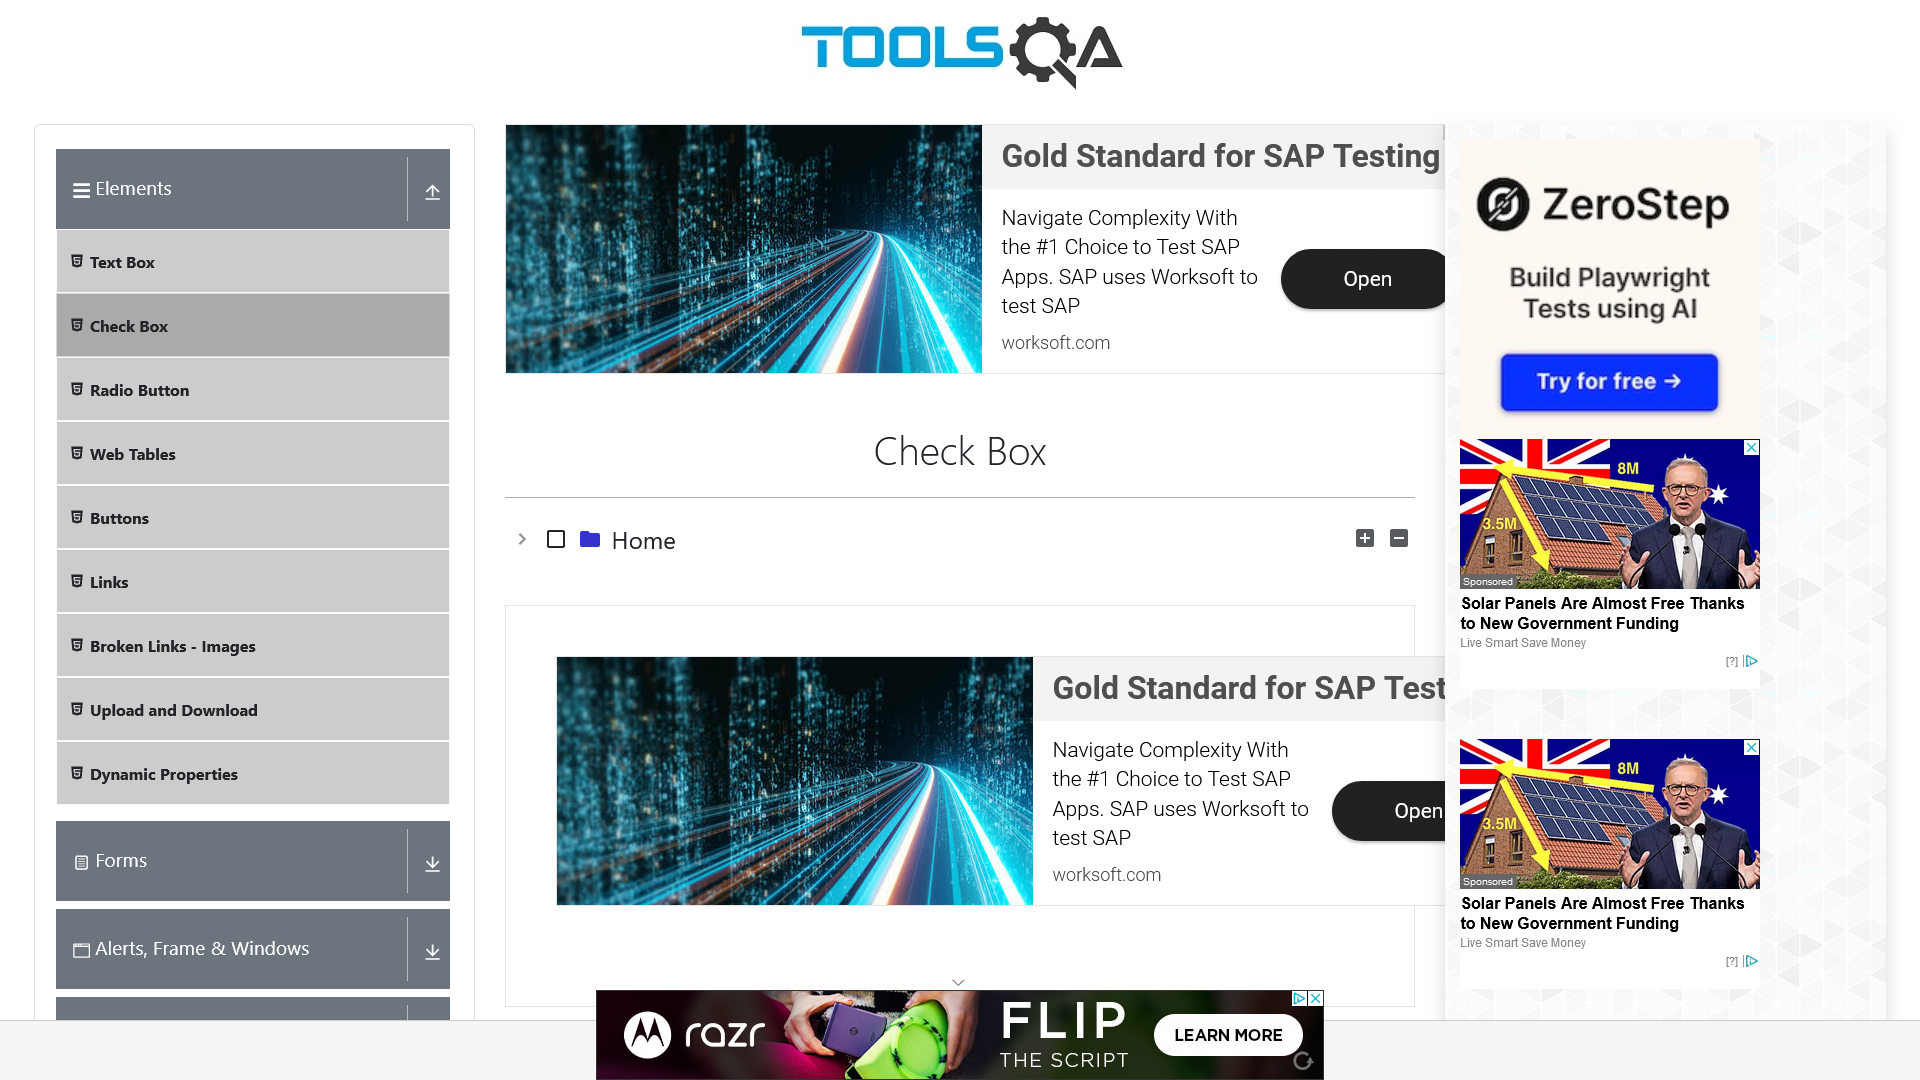 TOOLSQA
Elements
Text Box
Check Box
Radio Button
Web Tables
Buttons
Links
Broken Links - Images
Upload and Download
Dynamic Properties
Forms
Alerts, Frame & Windows
Gold Standard for SAP Testing
Navigate Complexity With
the #1 Choice to Test SAP
Apps. SAP uses Worksoft to
test SAP
worksoft.com
Open
Check Box
Home
Gold Standard for SAP Test
Navigate Complexity With
the #1 Choice to Test SAP
Apps. SAP uses Worksoft to
test SAP
worksoft.com
Open
ZeroStep
Build Playwright
Tests using AI
Try for free →
8M
3.5M
Sponsored
Solar Panels Are Almost Free Thanks
to New Government Funding
Live Smart Save Money
[?]
8M
3.5M
Sponsored
Solar Panels Are Almost Free Thanks
to New Government Funding
Live Smart Save Money
[?]
razr
FLIP
THE SCRIPT
LEARN MORE